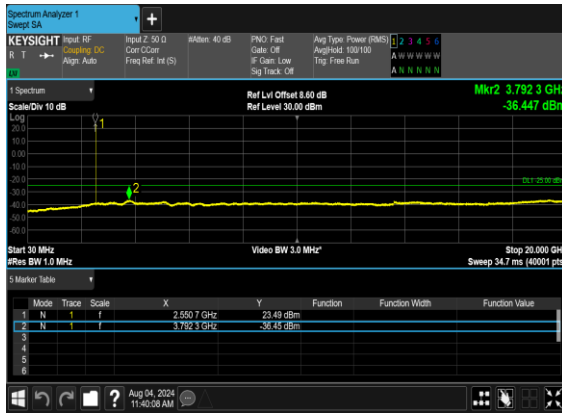 Spectrum Analyzer 1
Swept SA
+
KEYSIGHT Input: RF
R T Coupling: DC
Align: Auto
LXI
Input Z: 50 Ω
Corr CCorr
Freq Ref: Int (S)
#Atten: 40 dB
PNO: Fast
Gate: Off
IF Gain: Low
Sig Track: Off
Avg Type: Power (RMS)
Avg|Hold: 100/100
Trig: Free Run
1 2 3 4 5 6
A W W W W W
A N N N N N
1 Spectrum
Scale/Div 10 dB
Ref Lvl Offset 8.60 dB
Ref Level 30.00 dBm
Mkr2 3.792 3 GHz
-36.447 dBm
Log
20.0
10.0
0.00
-10.0
-20.0
-30.0
-40.0
-50.0
-60.0
1
2
DL1 -25.00 dBm
Start 30 MHz
#Res BW 1.0 MHz
Video BW 3.0 MHz*
Stop 20.000 GHz
Sweep 34.7 ms (40001 pts)
5 Marker Table
Mode Trace Scale X Y Function Function Width Function Value
1 N 1 f 2.550 7 GHz 23.49 dBm
2 N 1 f 3.792 3 GHz -36.45 dBm
3
4
5
6
?
Aug 04, 2024
11:40:08 AM